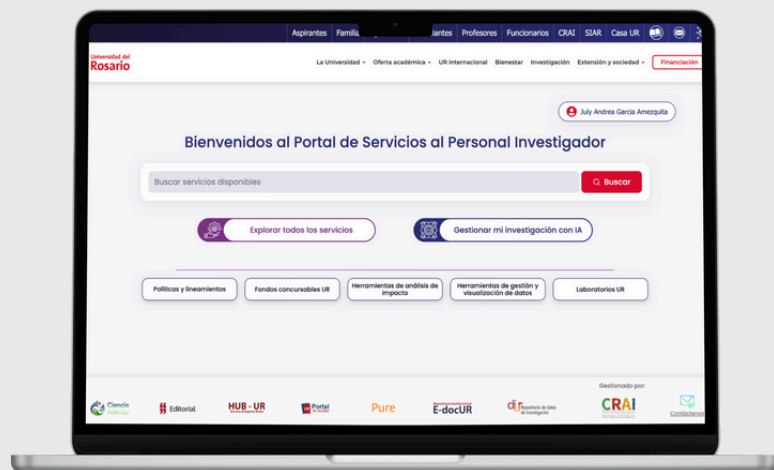 Aspirantes Familia iantes Profesores Funcionarios CRAI SIAR Casa UR
Universidad del
Rosario
La Universidad Oferta académica UR internacional Bienestar Investigación Extensión y sociedad Financiación
July Andrea García Amezquita
Bienvenidos al Portal de Servicios al Personal Investigador
Buscar servicios disponibles
Buscar
Explorar todos los servicios
Gestionar mi investigación con IA
Políticas y lineamientos
Fondos concursables UR
Herramientas de análisis de
impacto
Herramientas de gestión y
visualización de datos
Laboratorios UR
Gestionado por:
Ciencia
Abierta
Editorial
HUB - UR
Portal
Pure
E-docUR
Repositorio de datos
de investigación
CRAI
Contáctenos